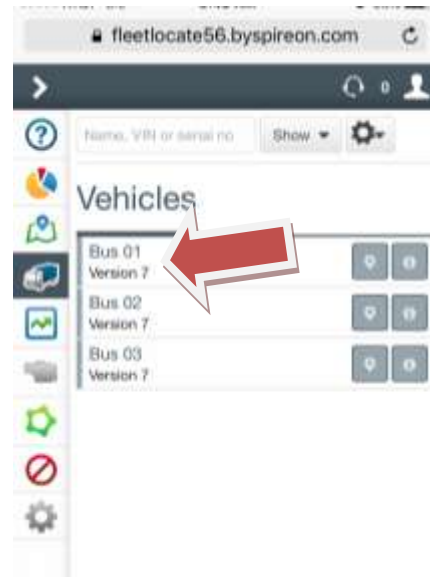 fleetlocate56.byspireon.com
0
Name, VIN or serial no
Show
Vehicles
Bus 01
Version 7
Bus 02
Version 7
Bus 03
Version 7